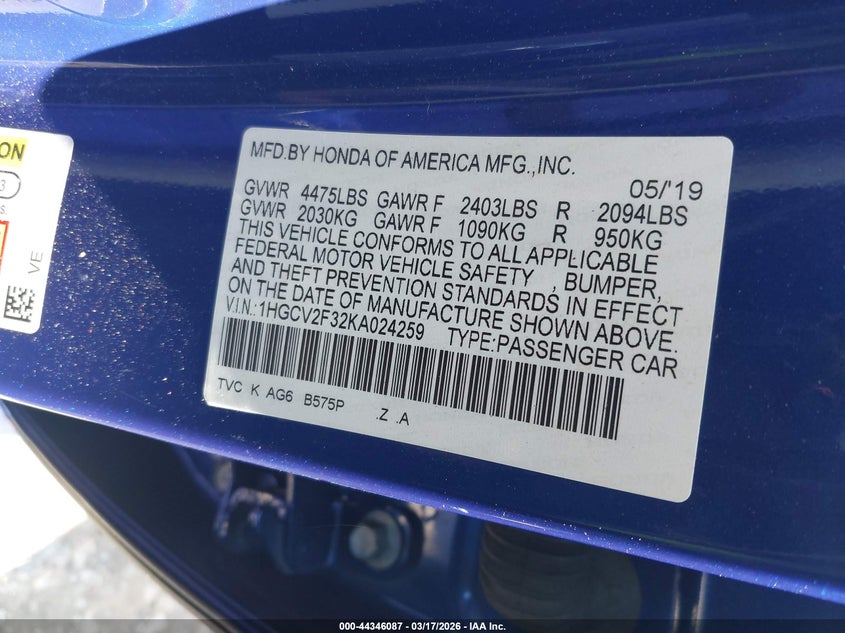 ON
3
S.
VE
MFD.BY HONDA OF AMERICA MFG.,INC.
05/'19
GVWR 4475LBS GAWR F 2403LBS R 2094LBS
GVWR 2030KG GAWR F 1090KG R 950KG
THIS VEHICLE CONFORMS TO ALL APPLICABLE
FEDERAL MOTOR VEHICLE SAFETY , BUMPER,
AND THEFT PREVENTION STANDARDS IN EFFECT
ON THE DATE OF MANUFACTURE SHOWN ABOVE.
V.I.N.:1HGCV2F32KA024259 TYPE:PASSENGER CAR
TVC K AG6 B575P .Z .A
000-44346087 — 03/17/2026 — IAA Inc.